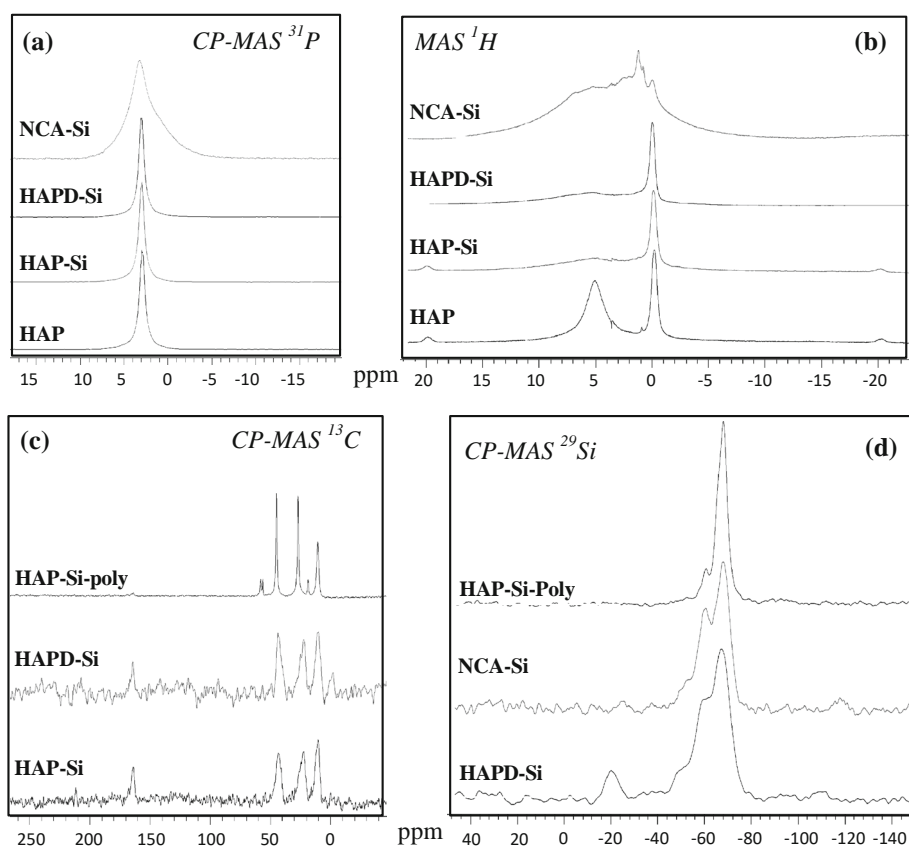 (a) CP-MAS ³¹P
NCA-Si
HAPD-Si
HAP-Si
HAP
15 10 5 0 -5 -10 -15
ppm
MAS ¹H (b)
NCA-Si
HAPD-Si
HAP-Si
HAP
20 15 10 5 0 -5 -10 -15 -20
(c) CP-MAS ¹³C
HAP-Si-poly
HAPD-Si
HAP-Si
250 200 150 100 50 0
ppm
CP-MAS ²⁹Si (d)
HAP-Si-Poly
NCA-Si
HAPD-Si
40 20 0 -20 -40 -60 -80 -100 -120 -140